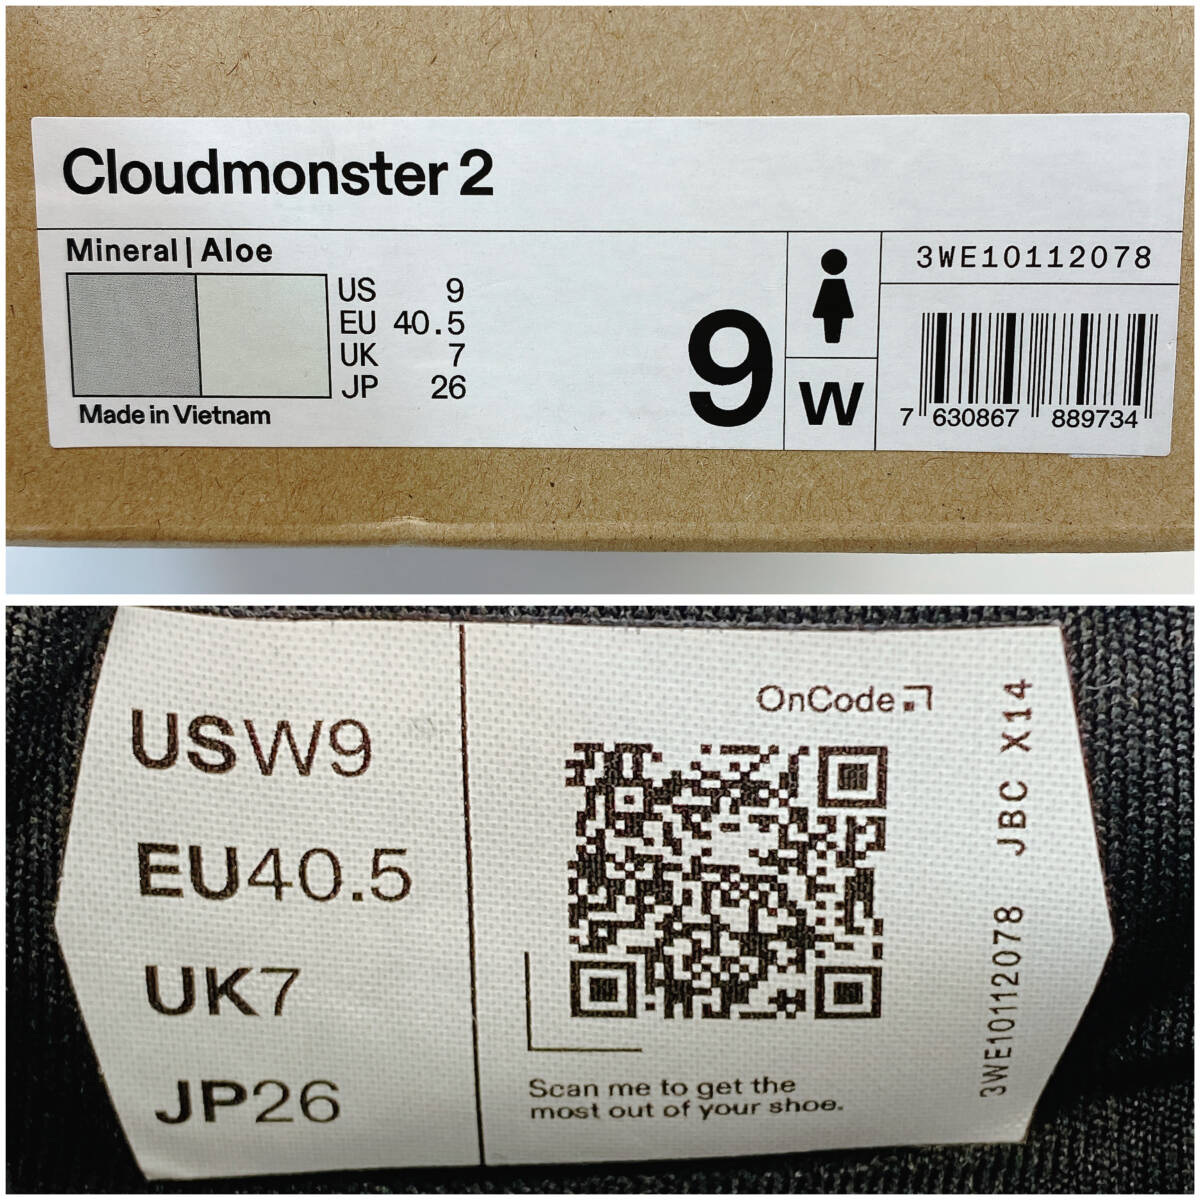 Cloudmonster 2
Mineral | Aloe
US 9
EU 40.5
UK 7
JP 26
Made in Vietnam
9
W
3WE10112078
7 630867 889734
USW9
EU40.5
UK7
JP26
OnCode
Scan me to get the
most out of your shoe.
3WE10112078 JBC X14